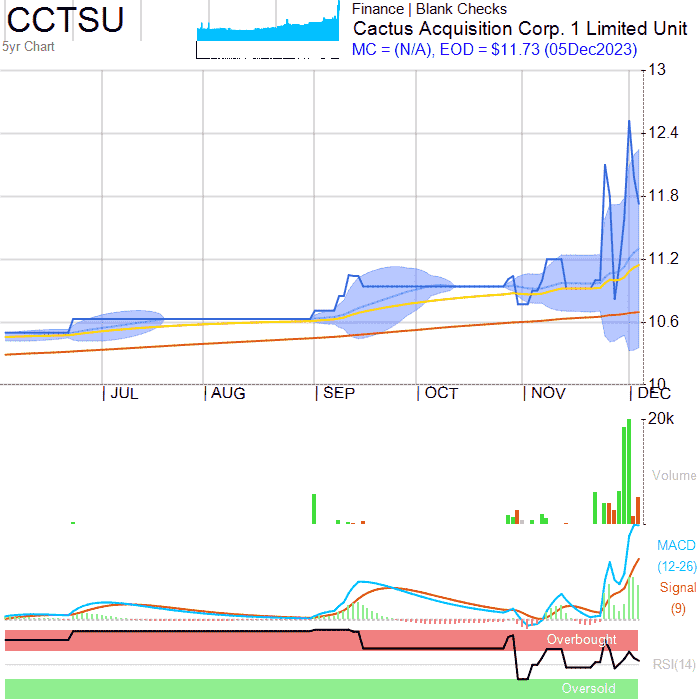 CCTSU
5yr Chart
Finance | Blank Checks
Cactus Acquisition Corp. 1 Limited Unit
MC = (N/A), EOD = $11.73 (05Dec2023)
13
12.4
11.8
11.2
10.6
10
JUL AUG SEP OCT NOV DEC
20k
Volume
MACD
(12-26)
Signal
(9)
Overbought
RSI(14)
Oversold